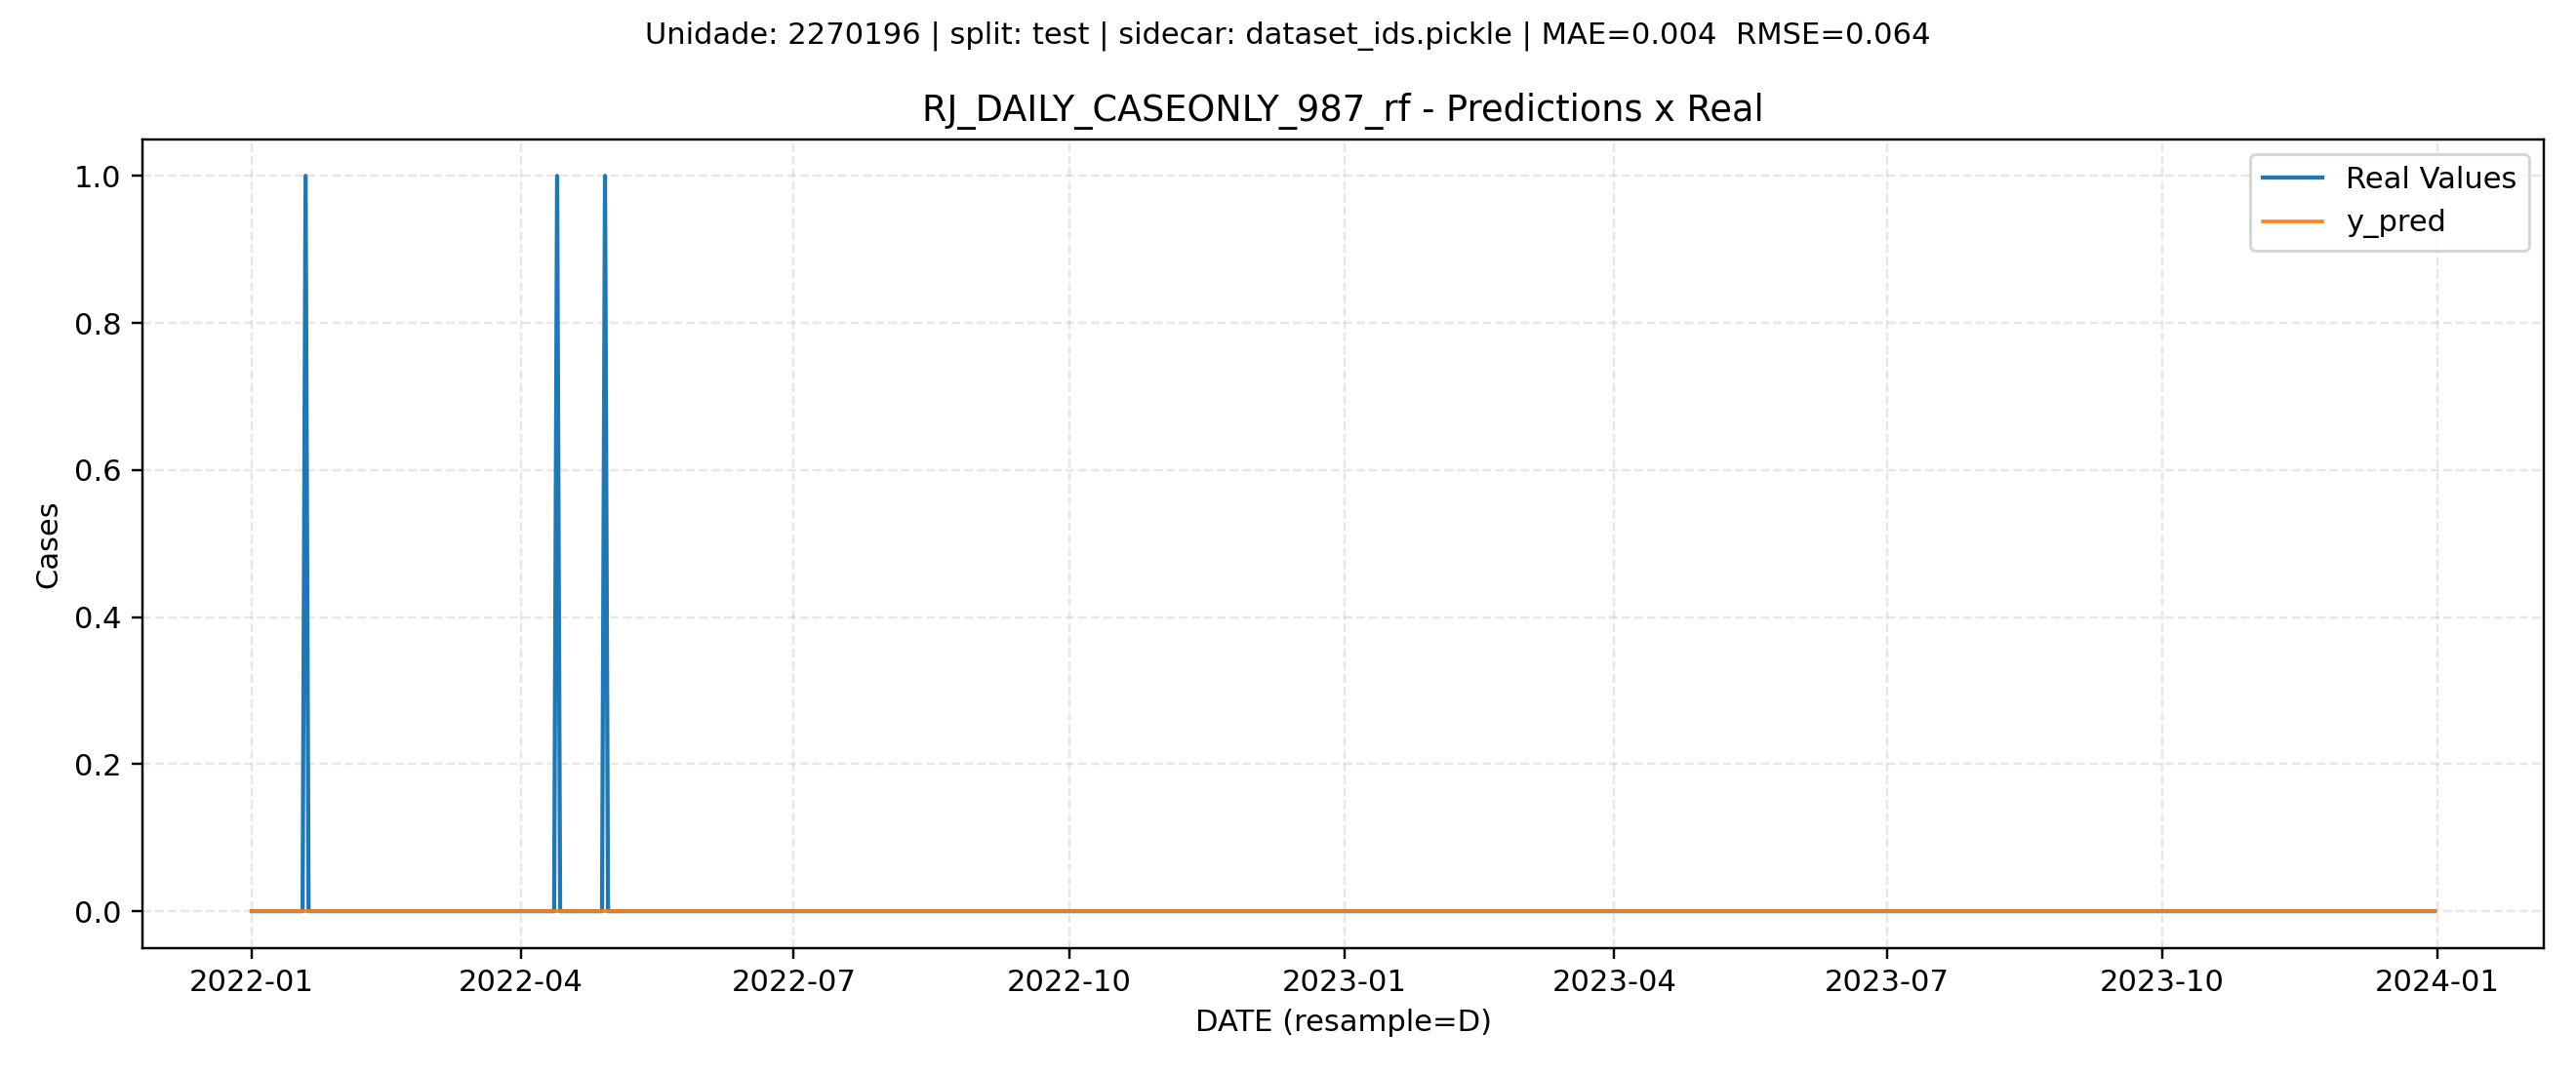 Unidade: 2270196 | split: test | sidecar: dataset_ids.pickle | MAE=0.004  RMSE=0.064
RJ_DAILY_CASEONLY_987_rf - Predictions x Real
Real Values
y_pred
1.0
0.8
0.6
0.4
0.2
0.0
Cases
2022-01 2022-04 2022-07 2022-10 2023-01 2023-04 2023-07 2023-10 2024-01
DATE (resample=D)